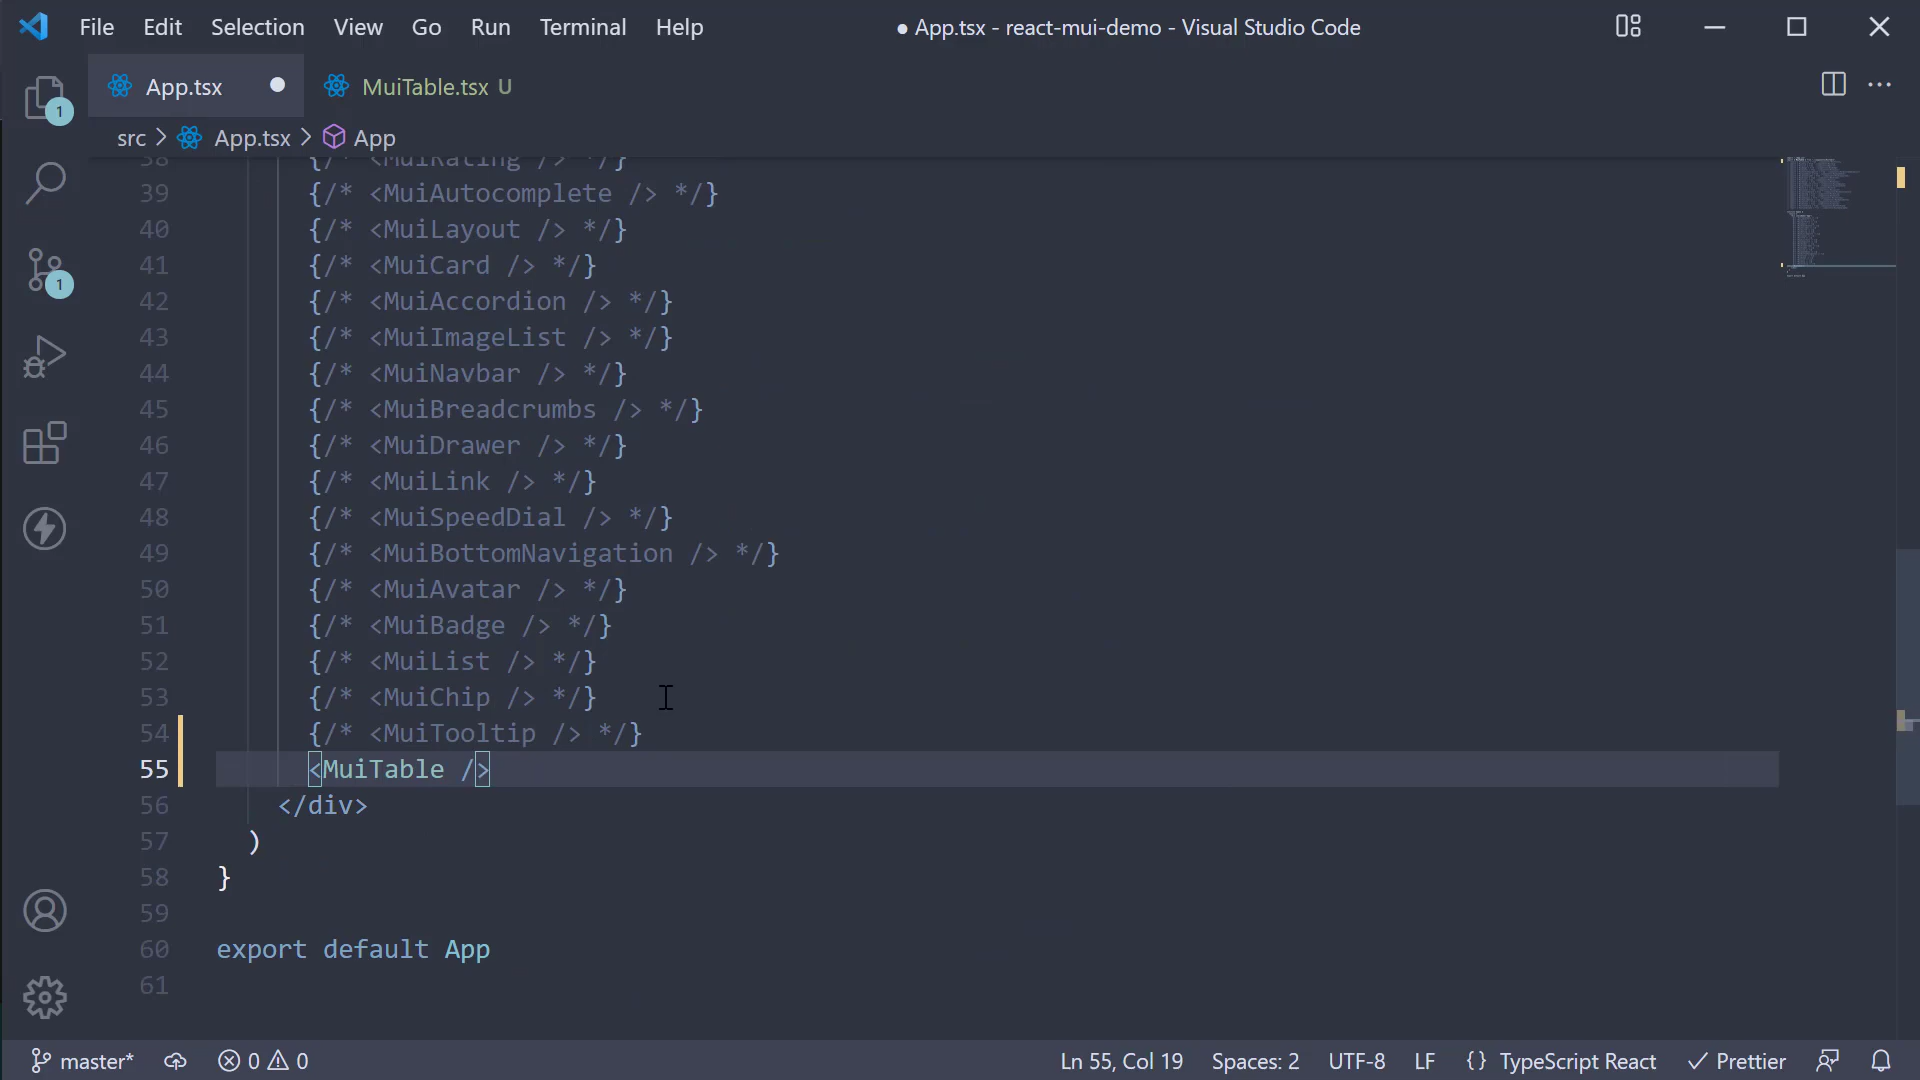 File Edit Selection View Go Run Terminal Help
● App.tsx - react-mui-demo - Visual Studio Code
App.tsx ●
MuiTable.tsx U
src > App.tsx > App
38 {/* <MuiRating /> */}
39 {/* <MuiAutocomplete /> */}
40 {/* <MuiLayout /> */}
41 {/* <MuiCard /> */}
42 {/* <MuiAccordion /> */}
43 {/* <MuiImageList /> */}
44 {/* <MuiNavbar /> */}
45 {/* <MuiBreadcrumbs /> */}
46 {/* <MuiDrawer /> */}
47 {/* <MuiLink /> */}
48 {/* <MuiSpeedDial /> */}
49 {/* <MuiBottomNavigation /> */}
50 {/* <MuiAvatar /> */}
51 {/* <MuiBadge /> */}
52 {/* <MuiList /> */}
53 {/* <MuiChip /> */}
54 {/* <MuiTooltip /> */}
55 <MuiTable />
56 </div>
57 )
58 }
59
60 export default App
61
1
1
master* 0 0 Ln 55, Col 19 Spaces: 2 UTF-8 LF {} TypeScript React Prettier